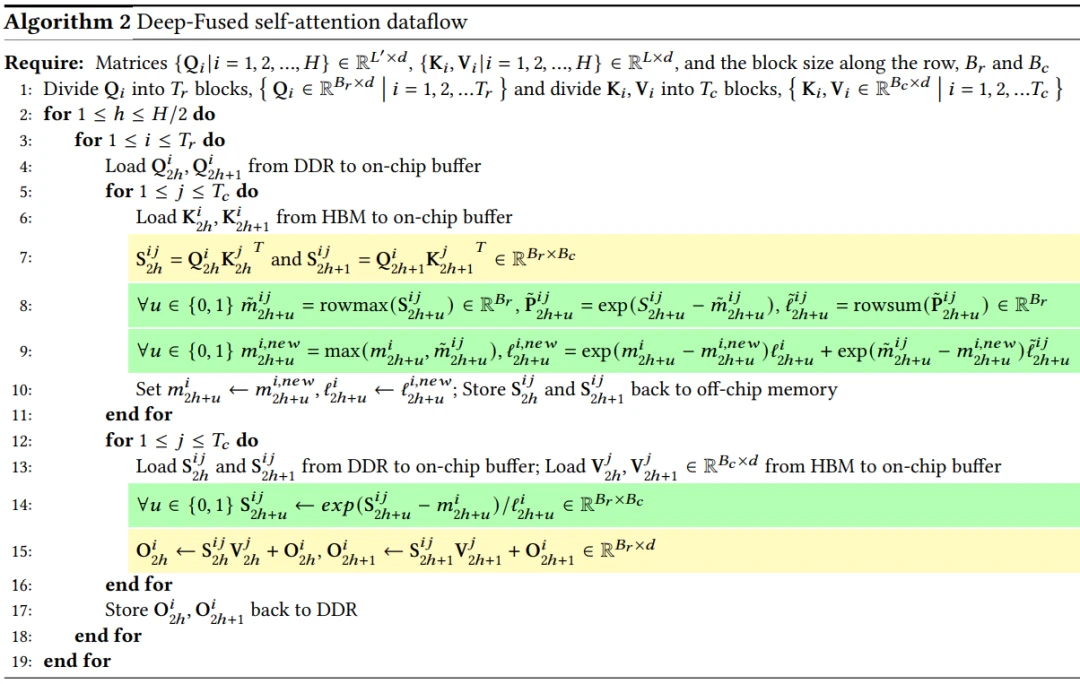 Algorithm 2 Deep-Fused self-attention dataflow
Require: Matrices {Q_i|i = 1, 2, ..., H} ∈ ℝ^{L′×d}, {K_i, V_i|i = 1, 2, ..., H} ∈ ℝ^{L×d}, and the block size along the row, B_r and B_c
1: Divide Q_i into T_r blocks, { Q_i ∈ ℝ^{B_r×d} | i = 1, 2, ...T_r } and divide K_i, V_i into T_c blocks, { K_i, V_i ∈ ℝ^{B_c×d} | i = 1, 2, ...T_c }
2: for 1 ≤ h ≤ H/2 do
3: for 1 ≤ i ≤ T_r do
4: Load Q^i_{2h}, Q^i_{2h+1} from DDR to on-chip buffer
5: for 1 ≤ j ≤ T_c do
6: Load K^i_{2h}, K^i_{2h+1} from HBM to on-chip buffer
7: S^{ij}_{2h} = Q^i_{2h} K^j_{2h}^T and S^{ij}_{2h+1} = Q^i_{2h+1} K^j_{2h+1}^T ∈ ℝ^{B_r×B_c}
8: ∀u ∈ {0, 1} m̃^{ij}_{2h+u} = rowmax(S^{ij}_{2h+u}) ∈ ℝ^{B_r}, P̃^{ij}_{2h+u} = exp(S^{ij}_{2h+u} − m̃^{ij}_{2h+u}), ℓ̃^{ij}_{2h+u} = rowsum(P̃^{ij}_{2h+u}) ∈ ℝ^{B_r}
9: ∀u ∈ {0, 1} m^{i,new}_{2h+u} = max(m^i_{2h+u}, m̃^{ij}_{2h+u}), ℓ^{i,new}_{2h+u} = exp(m^i_{2h+u} − m^{i,new}_{2h+u})ℓ^i_{2h+u} + exp(m̃^{ij}_{2h+u} − m^{i,new}_{2h+u})ℓ̃^{ij}_{2h+u}
10: Set m^i_{2h+u} ← m^{i,new}_{2h+u}, ℓ^i_{2h+u} ← ℓ^{i,new}_{2h+u}; Store S^{ij}_{2h} and S^{ij}_{2h+1} back to off-chip memory
11: end for
12: for 1 ≤ j ≤ T_c do
13: Load S^{ij}_{2h} and S^{ij}_{2h+1} from DDR to on-chip buffer; Load V^j_{2h}, V^j_{2h+1} ∈ ℝ^{B_c×d} from HBM to on-chip buffer
14: ∀u ∈ {0, 1} S^{ij}_{2h+u} ← exp(S^{ij}_{2h+u} − m^i_{2h+u})/ℓ^i_{2h+u} ∈ ℝ^{B_r×B_c}
15: O^i_{2h} ← S^{ij}_{2h} V^j_{2h} + O^i_{2h}, O^i_{2h+1} ← S^{ij}_{2h+1} V^j_{2h+1} + O^i_{2h+1} ∈ ℝ^{B_r×d}
16: end for
17: Store O^i_{2h}, O^i_{2h+1} back to DDR
18: end for
19: end for